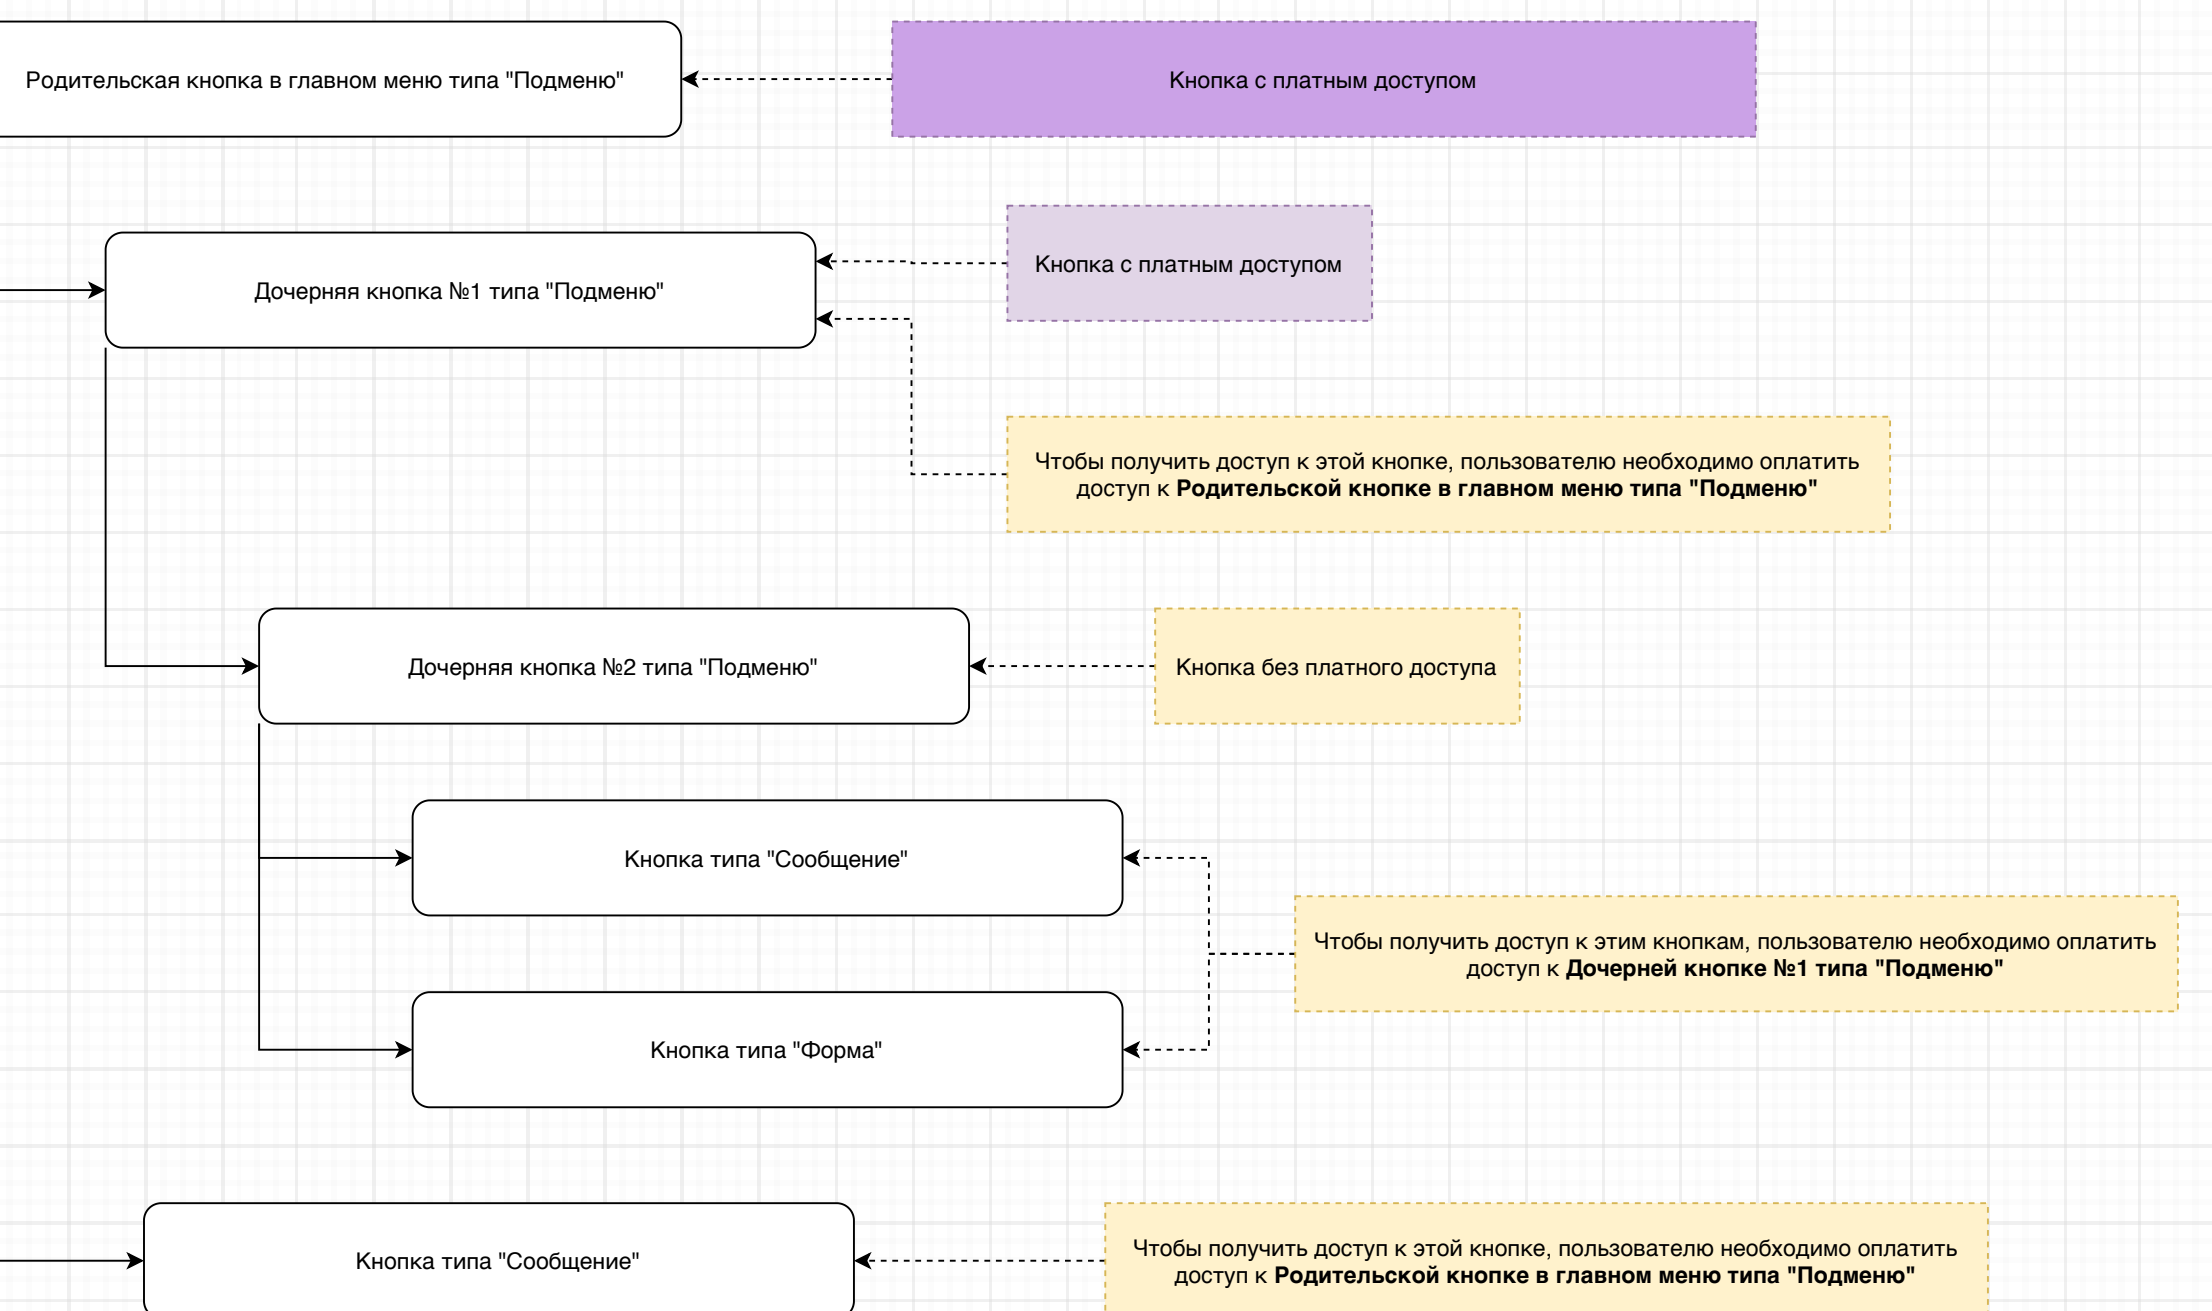 Родительская кнопка в главном меню типа "Подменю"
Кнопка с платным доступом
Кнопка с платным доступом
Дочерняя кнопка №1 типа "Подменю"
Чтобы получить доступ к этой кнопке, пользователю необходимо оплатить
доступ к Родительской кнопке в главном меню типа "Подменю"
Дочерняя кнопка №2 типа "Подменю"
Кнопка без платного доступа
Кнопка типа "Сообщение"
Чтобы получить доступ к этим кнопкам, пользователю необходимо оплатить
доступ к Дочерней кнопке №1 типа "Подменю"
Кнопка типа "Форма"
Кнопка типа "Сообщение"
Чтобы получить доступ к этой кнопке, пользователю необходимо оплатить
доступ к Родительской кнопке в главном меню типа "Подменю"